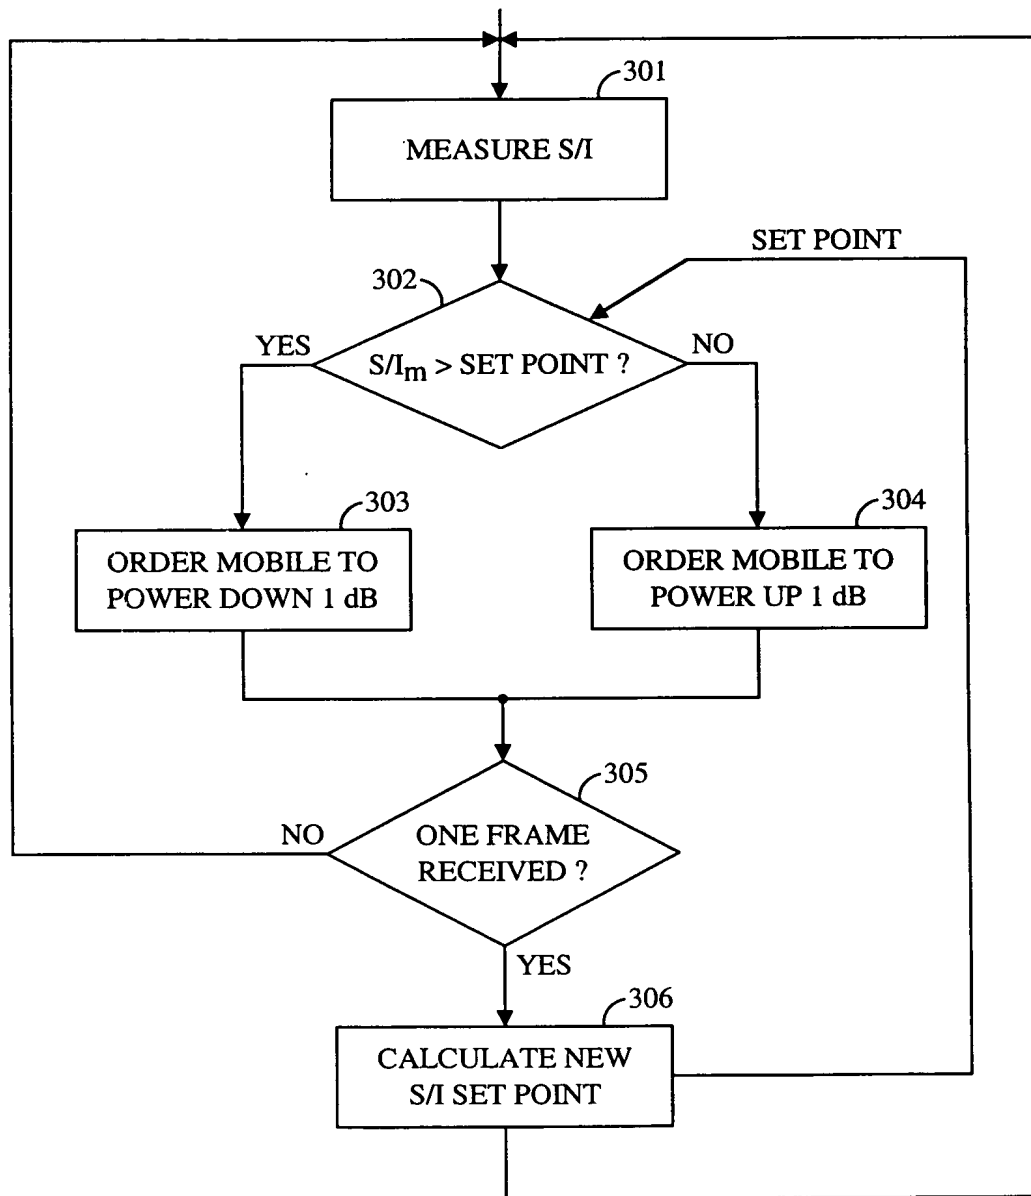 301
MEASURE S/I
SET POINT
302
YES
S/Im > SET POINT ?
NO
303
ORDER MOBILE TO
POWER DOWN 1 dB
304
ORDER MOBILE TO
POWER UP 1 dB
305
NO
ONE FRAME
RECEIVED ?
YES
306
CALCULATE NEW
S/I SET POINT